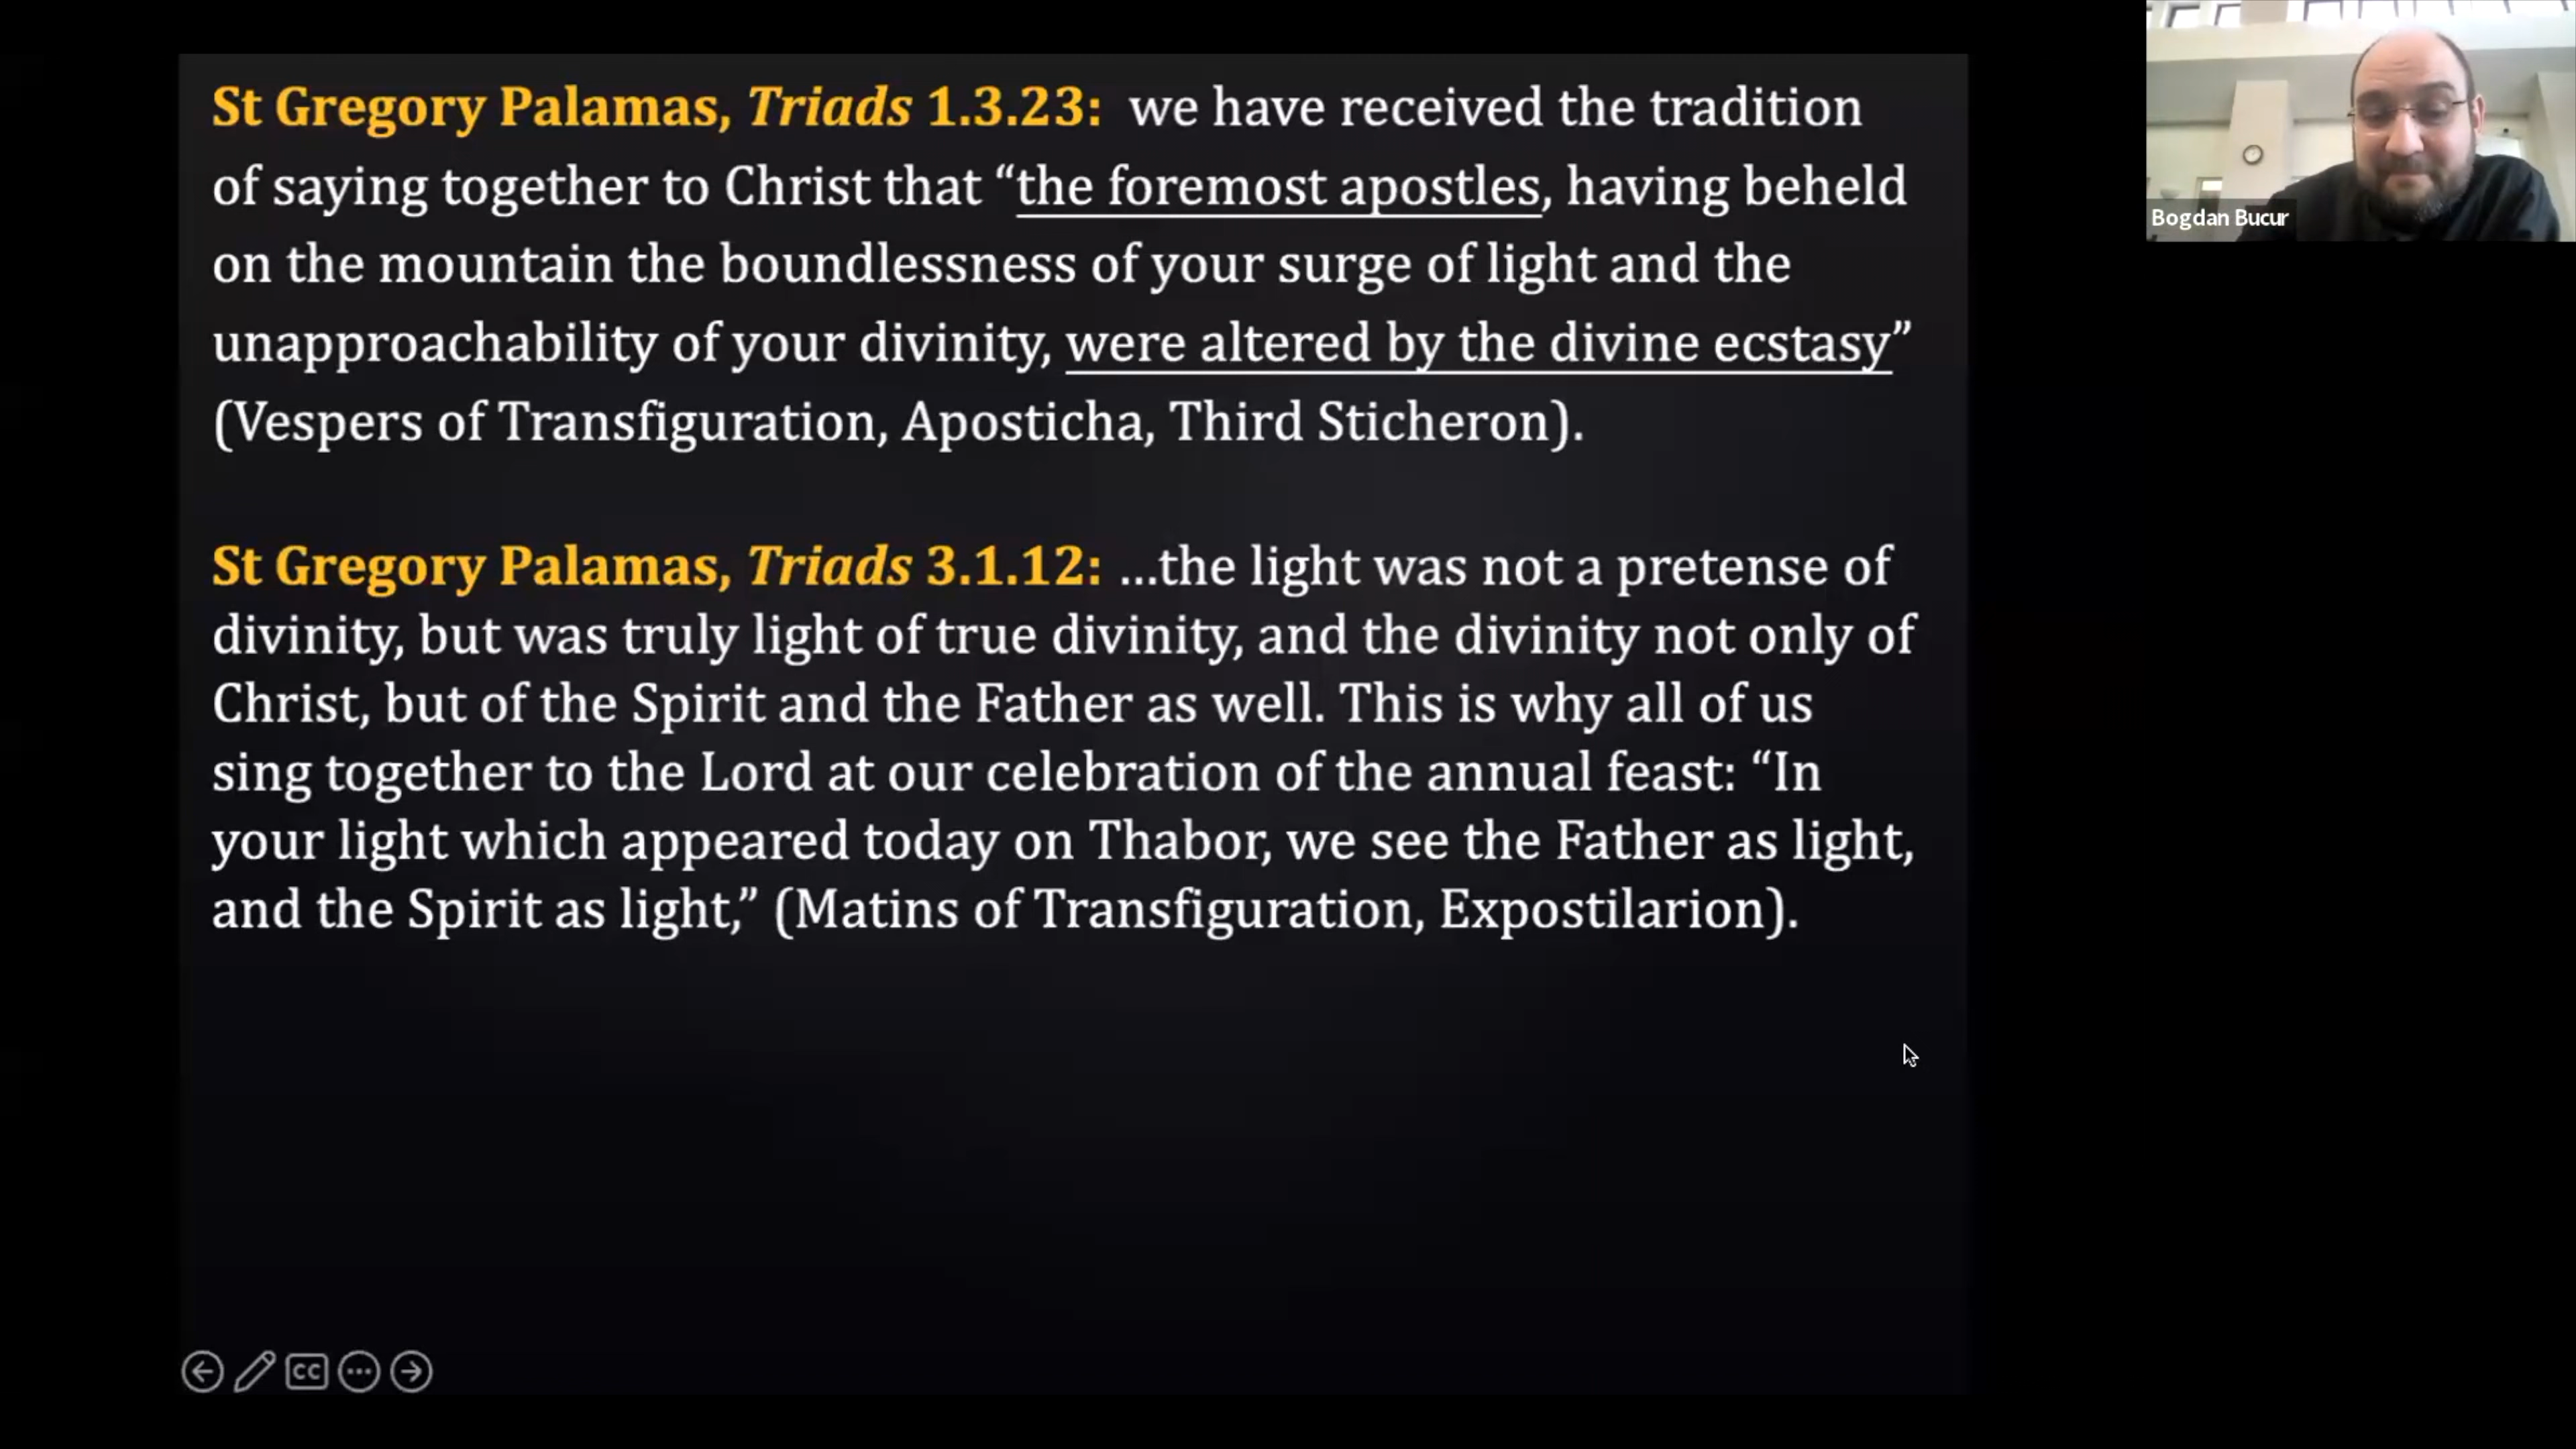 St Gregory Palamas, Triads 1.3.23: we have received the tradition
of saying together to Christ that “the foremost apostles, having beheld
on the mountain the boundlessness of your surge of light and the
unapproachability of your divinity, were altered by the divine ecstasy”
(Vespers of Transfiguration, Aposticha, Third Sticheron).
St Gregory Palamas, Triads 3.1.12: ...the light was not a pretense of
divinity, but was truly light of true divinity, and the divinity not only of
Christ, but of the Spirit and the Father as well. This is why all of us
sing together to the Lord at our celebration of the annual feast: “In
your light which appeared today on Thabor, we see the Father as light,
and the Spirit as light,” (Matins of Transfiguration, Expostilarion).
Bogdan Bucur
CC